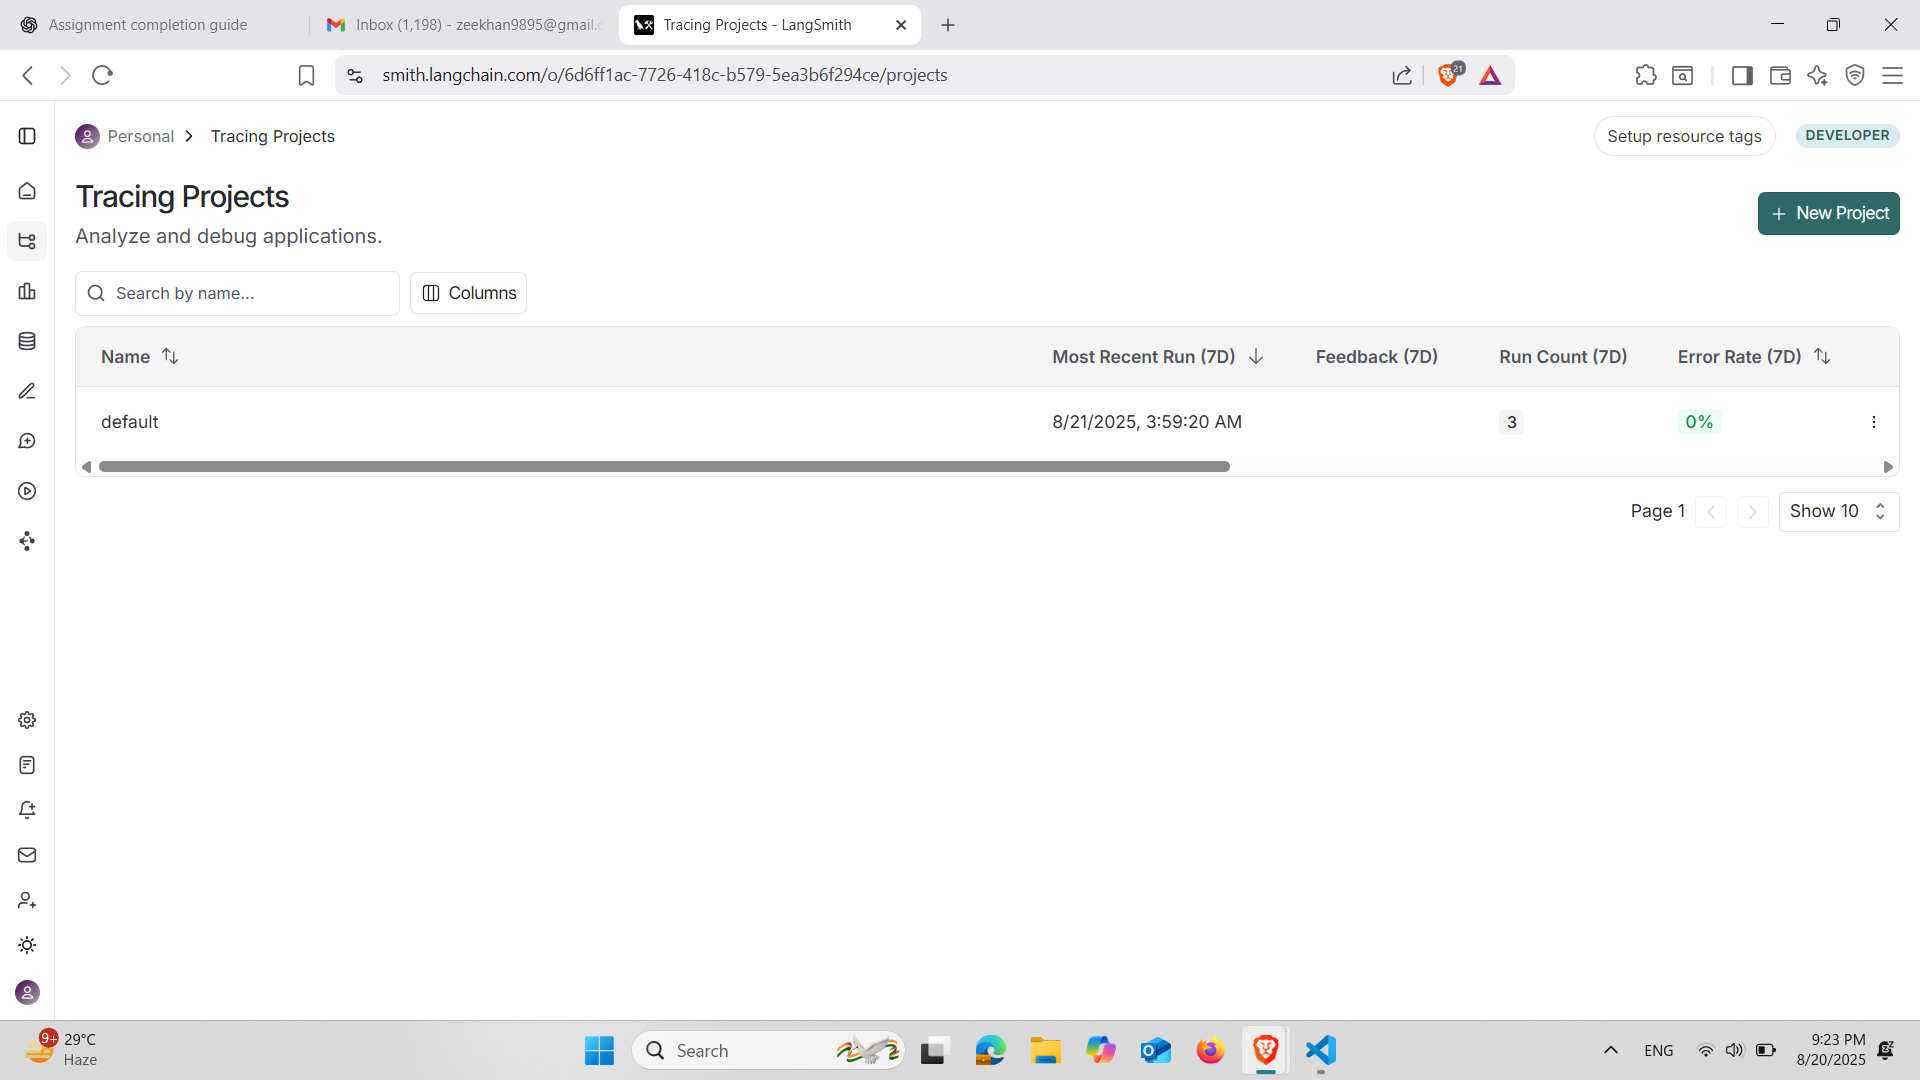 Assignment completion guide
Inbox (1,198) - zeekhan9895@gmail.c
Tracing Projects - LangSmith
smith.langchain.com/o/6d6ff1ac-7726-418c-b579-5ea3b6f294ce/projects
21
Personal
Tracing Projects
Setup resource tags
DEVELOPER
Tracing Projects
Analyze and debug applications.
+ New Project
Search by name...
Columns
Name
Most Recent Run (7D)
Feedback (7D)
Run Count (7D)
Error Rate (7D)
default
8/21/2025, 3:59:20 AM
3
0%
Page 1
Show 10
9+
29°C
Haze
Search
ENG
9:23 PM
8/20/2025